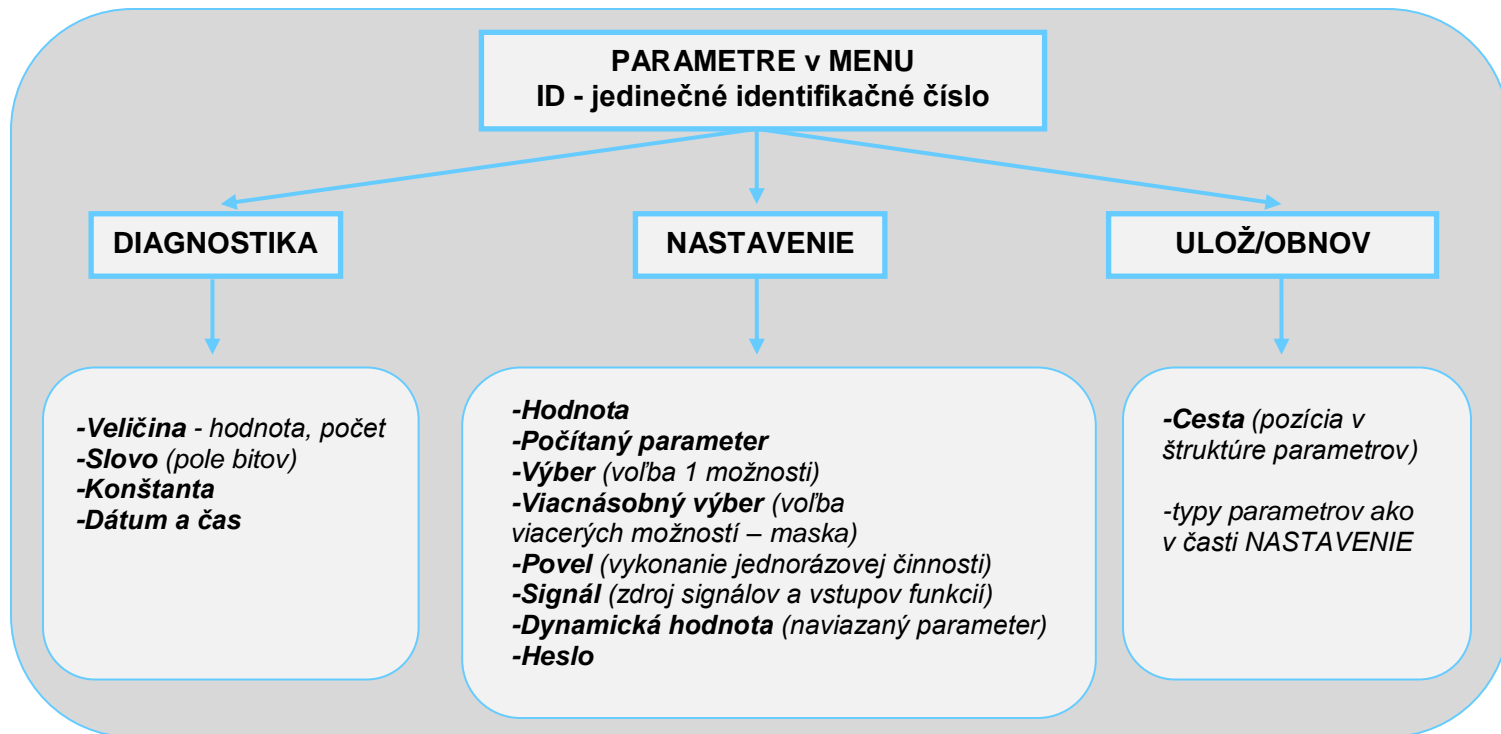 PARAMETRE v MENU
ID - jedinečné identifikačné číslo
DIAGNOSTIKA
NASTAVENIE
ULOŽ/OBNOV
-Veličina - hodnota, počet
-Slovo (pole bitov)
-Konštanta
-Dátum a čas
-Hodnota
-Počítaný parameter
-Výber (voľba 1 možnosti)
-Viacnásobný výber (voľba
viacerých možností – maska)
-Povel (vykonanie jednorázovej činnosti)
-Signál (zdroj signálov a vstupov funkcií)
-Dynamická hodnota (naviazaný parameter)
-Heslo
-Cesta (pozícia v
štruktúre parametrov)
-typy parametrov ako
v časti NASTAVENIE